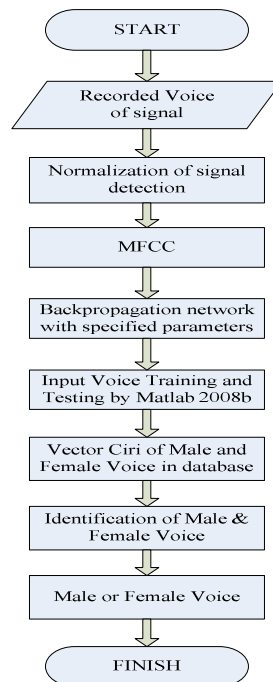 START
Recorded Voice
of signal
Normalization of signal
detection
MFCC
Backpropagation network
with specified parameters
Input Voice Training and
Testing by Matlab 2008b
Vector Ciri of Male and
Female Voice in database
Identification of Male &
Female Voice
Male or Female Voice
FINISH